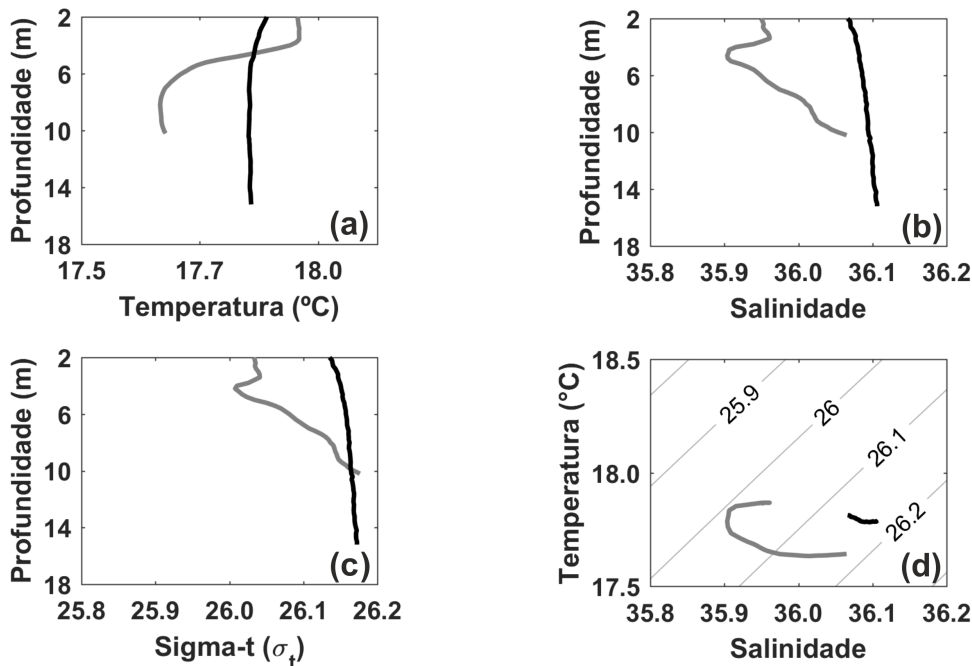 2
6
10
14
18
Profundidade (m)
(a)
17.5 17.7 18.0
Temperatura (ºC)
2
6
10
14
18
Profundidade (m)
(b)
35.8 35.9 36.0 36.1 36.2
Salinidade
2
6
10
14
18
Profundidade (m)
(c)
25.8 25.9 26.0 26.1 26.2
Sigma-t (σt)
18.5
18.0
17.5
Temperatura (°C)
25.9
26
26.1
26.2
(d)
35.8 35.9 36.0 36.1 36.2
Salinidade